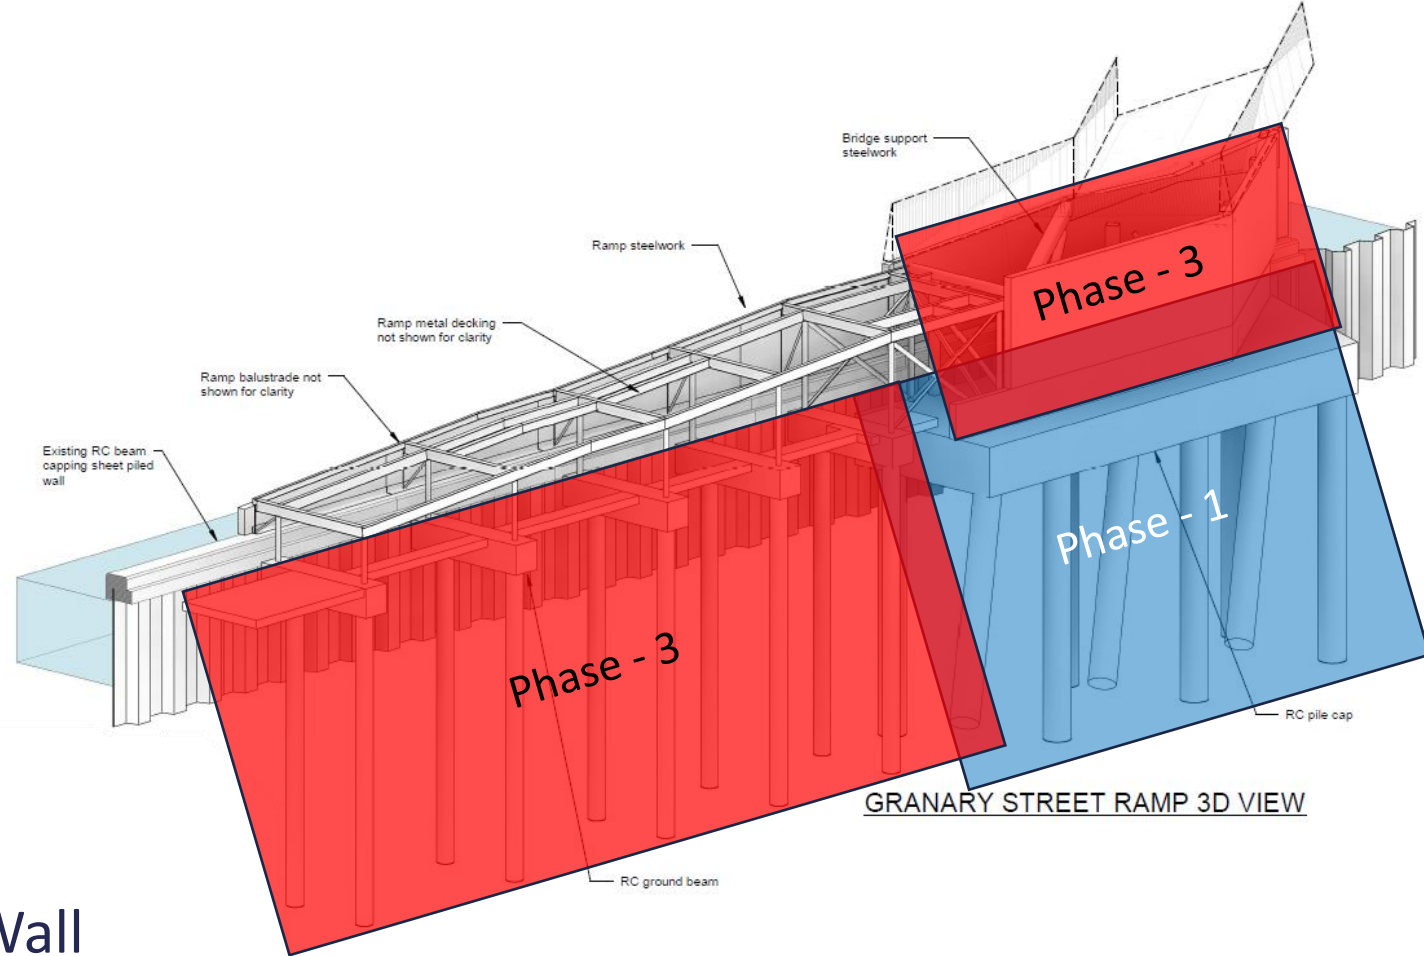 Bridge support
steelwork
Ramp steelwork
Phase - 3
Ramp metal decking
not shown for clarity
Ramp balustrade not
shown for clarity
Existing RC beam
capping sheet piled
wall
Phase - 1
Phase - 3
RC pile cap
GRANARY STREET RAMP 3D VIEW
RC ground beam
Wall